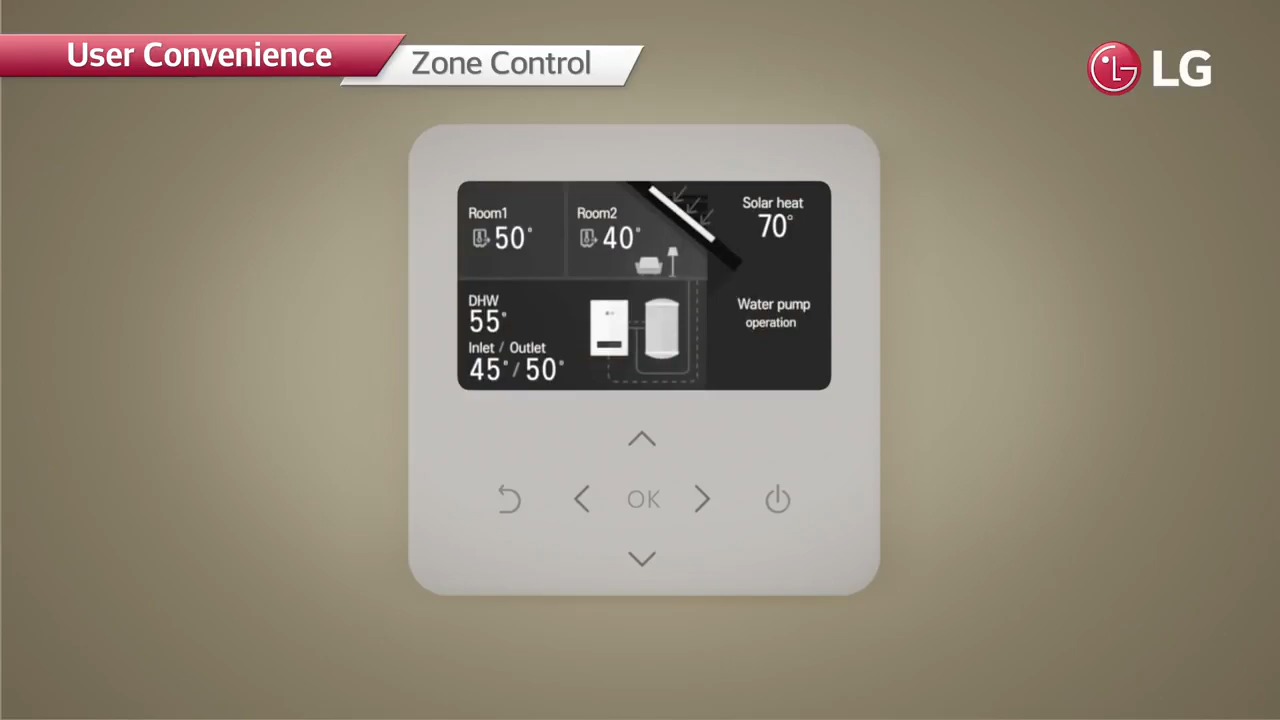 User Convenience
Zone Control
LG
Room1
50°
Room2
40°
Solar heat
70°
DHW
55°
Inlet / Outlet
45° / 50°
Water pump
operation
OK